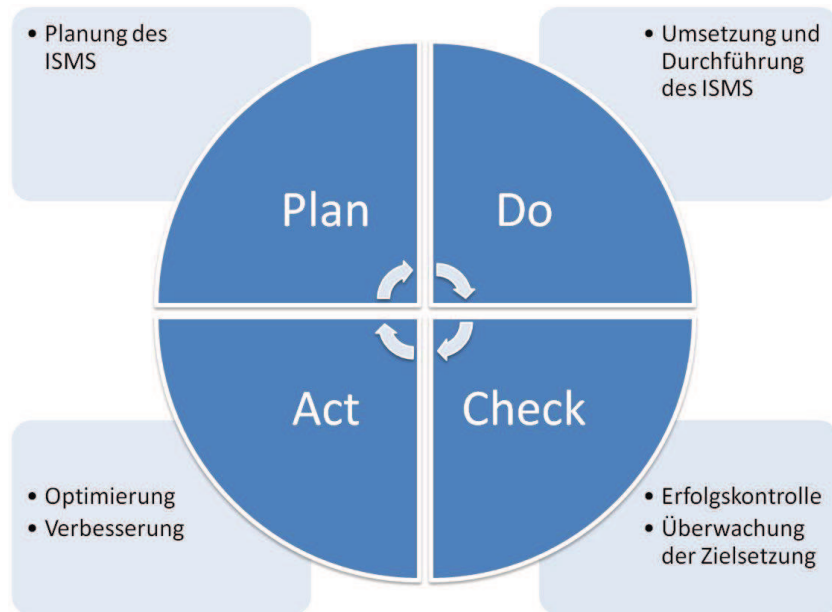 • Planung des
ISMS
• Umsetzung und
Durchführung
des ISMS
Plan
Do
Act
Check
• Optimierung
• Verbesserung
• Erfolgskontrolle
• Überwachung
der Zielsetzung